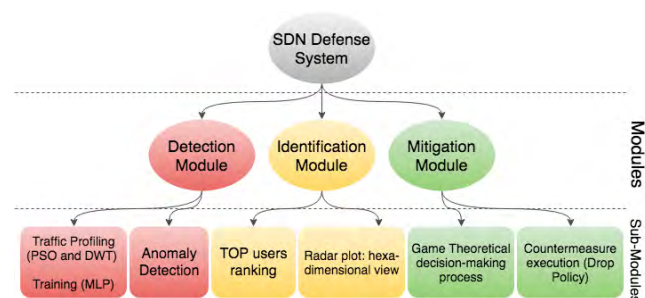 SDN Defense
System
Detection
Module
Identification
Module
Mitigation
Module
Modules
Traffic Profiling
(PSO and DWT)
Training (MLP)
Anomaly
Detection
TOP users
ranking
Radar plot: hexa-
dimensional view
Game Theoretical
decision-making
process
Countermeasure
execution (Drop
Policy)
Sub-Modules